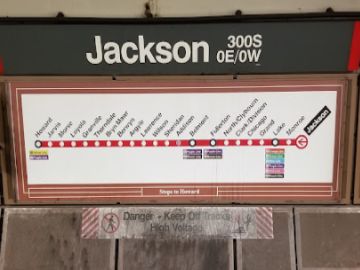 Jackson
300S
0E/0W
Howard
Jarvis
Morse
Loyola
Granville
Thorndale
Bryn Mawr
Berwyn
Argyle
Lawrence
Wilson
Sheridan
Addison
Belmont
Fullerton
North/Clybourn
Clark/Division
Chicago
Grand
Lake
Monroe
Jackson
Stops to Howard
Danger - Keep Off Tracks
High Voltage